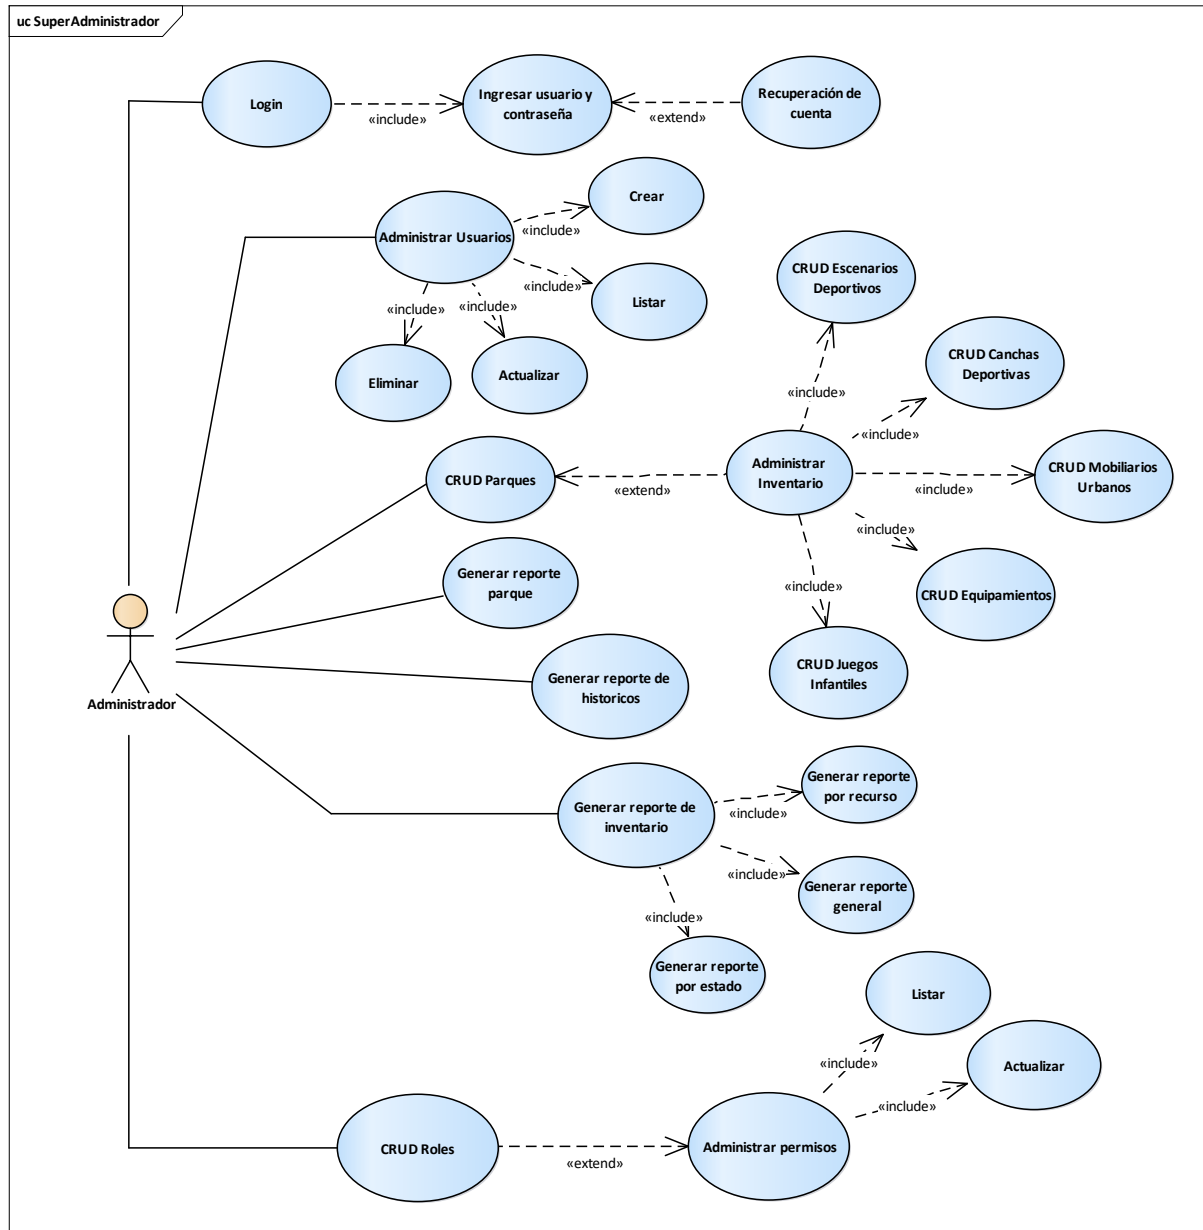 uc SuperAdministrador
Login
«include»
Ingresar usuario y
contraseña
«extend»
Recuperación de
cuenta
Administrar Usuarios
«include»
Crear
«include»
Listar
«include»
Eliminar
«include»
Actualizar
CRUD Escenarios
Deportivos
CRUD Canchas
Deportivas
«include»
«include»
CRUD Parques
«extend»
Administrar
Inventario
«include»
CRUD Mobiliarios
Urbanos
«include»
CRUD Equipamientos
«include»
CRUD Juegos
Infantiles
Generar reporte
parque
Administrador
Generar reporte de
historicos
Generar reporte de
inventario
«include»
Generar reporte
por recurso
«include»
Generar reporte
general
«include»
Generar reporte
por estado
CRUD Roles
«extend»
Administrar permisos
«include»
Listar
«include»
Actualizar